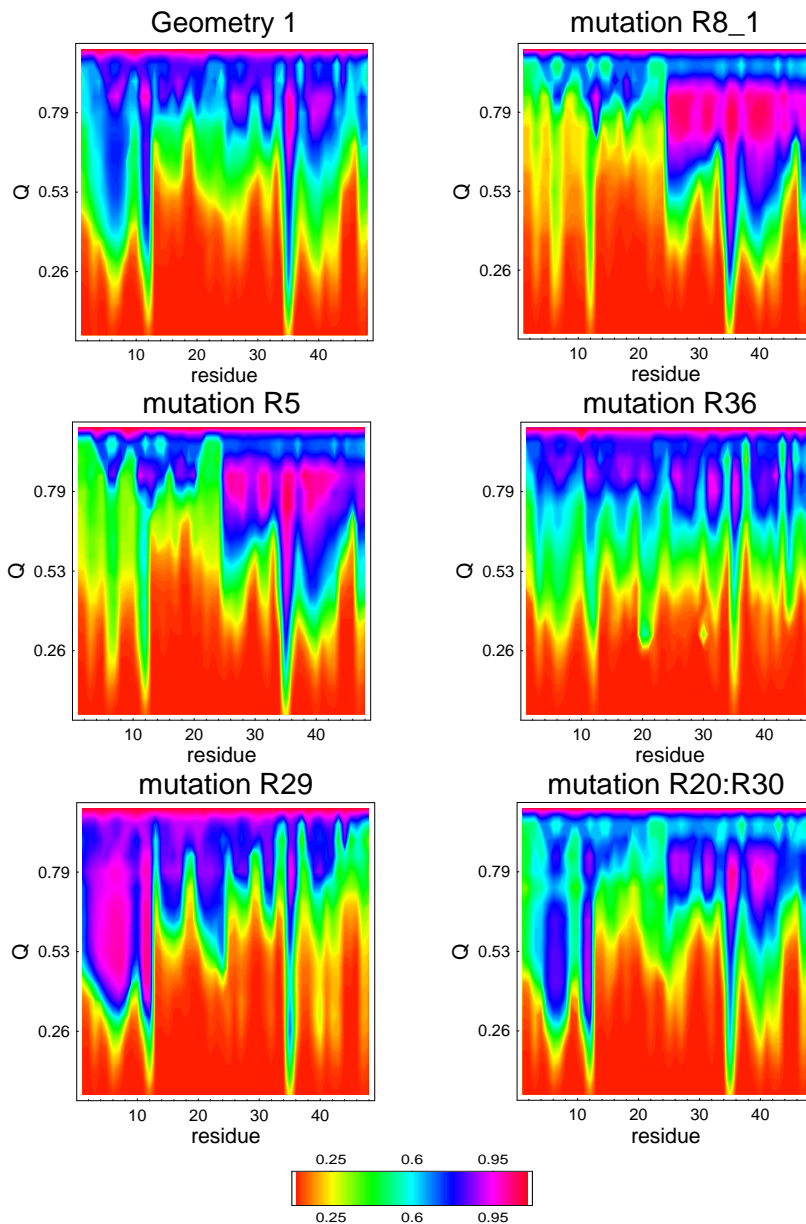 Geometry 1
mutation R8_1
Q
0.79
0.53
0.26
10 20 30 40
residue
Q
0.79
0.53
0.26
10 20 30 40
residue
mutation R5
mutation R36
Q
0.79
0.53
0.26
10 20 30 40
residue
Q
0.79
0.53
0.26
10 20 30 40
residue
mutation R29
mutation R20:R30
Q
0.79
0.53
0.26
10 20 30 40
residue
Q
0.79
0.53
0.26
10 20 30 40
residue
0.25 0.6 0.95
0.25 0.6 0.95